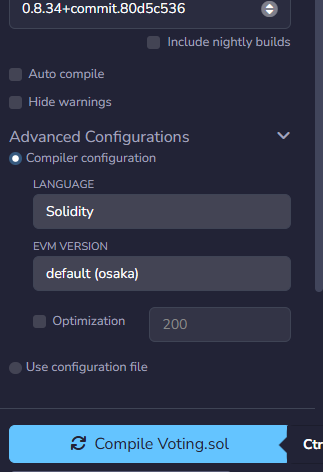 0.8.34+commit.80d5c536
Include nightly builds
Auto compile
Hide warnings
Advanced Configurations
Compiler configuration
LANGUAGE
Solidity
EVM VERSION
default (osaka)
Optimization 200
Use configuration file
Compile Voting.sol Ctr